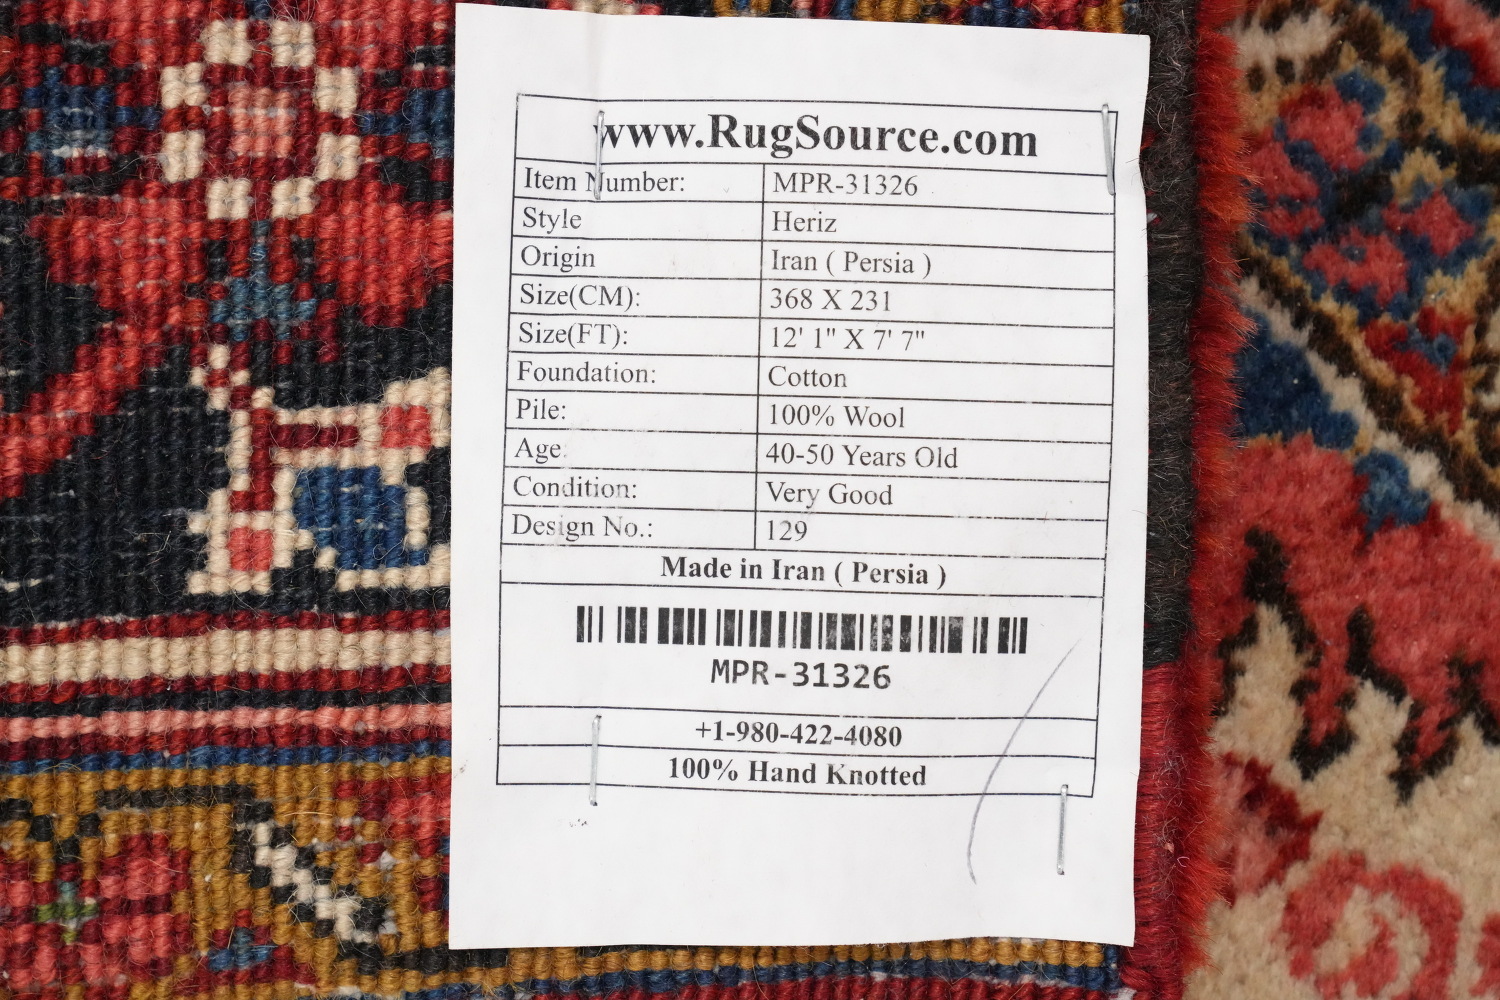 www.RugSource.com
Item Number: MPR-31326
Style Heriz
Origin Iran ( Persia )
Size(CM): 368 X 231
Size(FT): 12' 1" X 7' 7"
Foundation: Cotton
Pile: 100% Wool
Age: 40-50 Years Old
Condition: Very Good
Design No.: 129
Made in Iran ( Persia )
MPR-31326
+1-980-422-4080
100% Hand Knotted